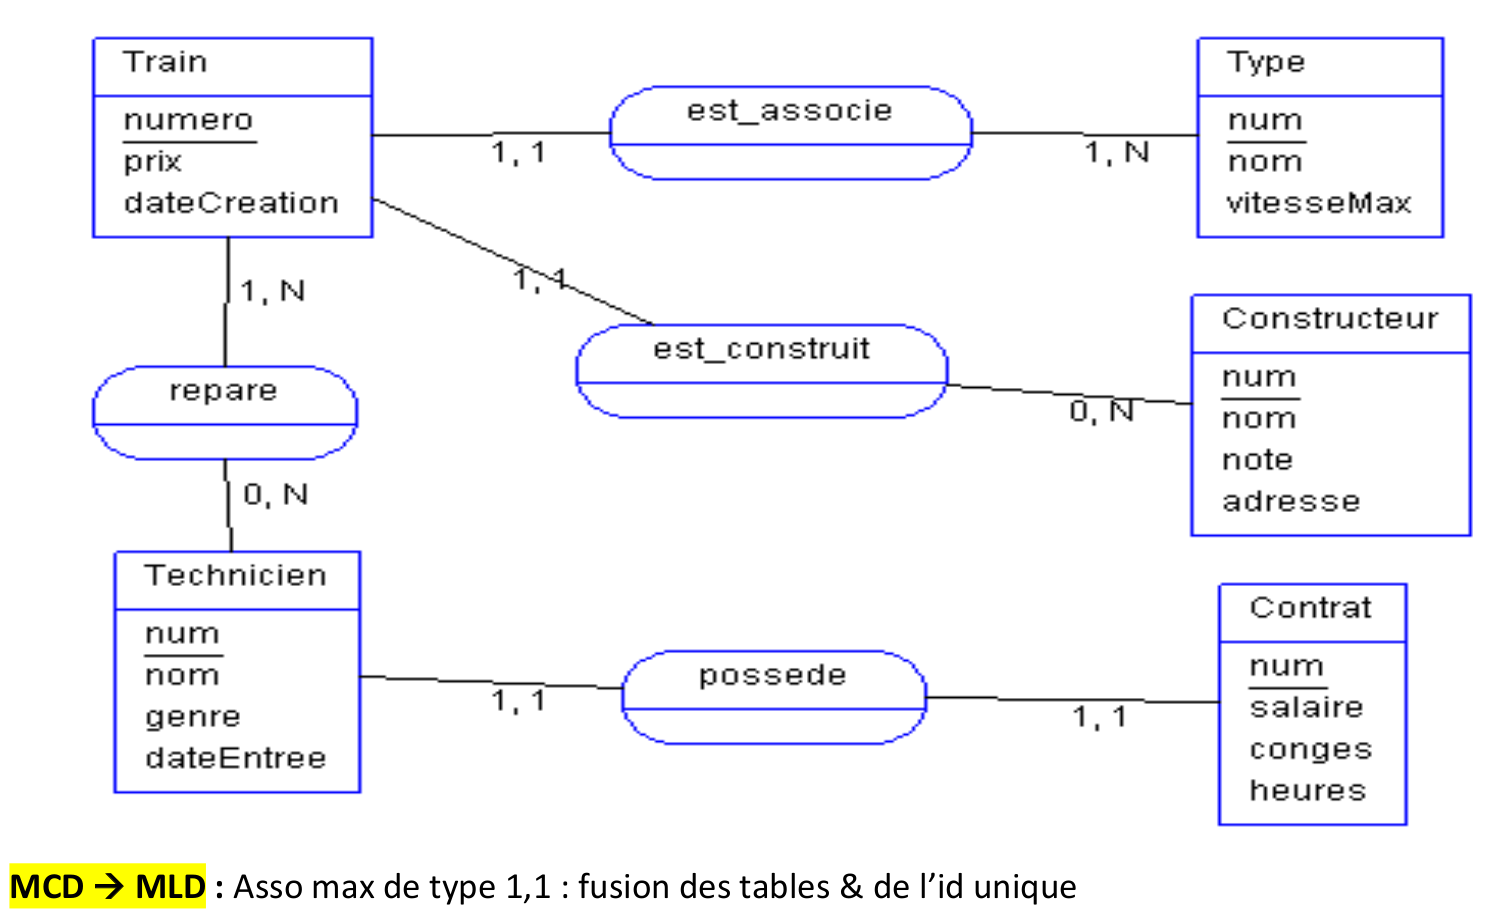 Train
numero
prix
dateCreation
est_associe
1, 1
1, N
Type
num
nom
vitesseMax
1, 1
est_construit
0, N
Constructeur
num
nom
note
adresse
1, N
repare
0, N
Technicien
num
nom
genre
dateEntree
1, 1
possede
1, 1
Contrat
num
salaire
conges
heures
MCD → MLD : Asso max de type 1,1 : fusion des tables & de l’id unique